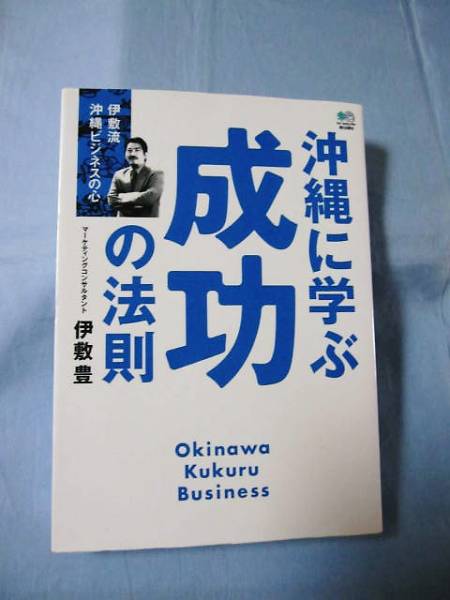 沖縄に学ぶ
成功
の法則
伊敷流
沖縄ビジネスの心
マーケティングコンサルタント
伊敷 豊
Okinawa
Kukuru
Business